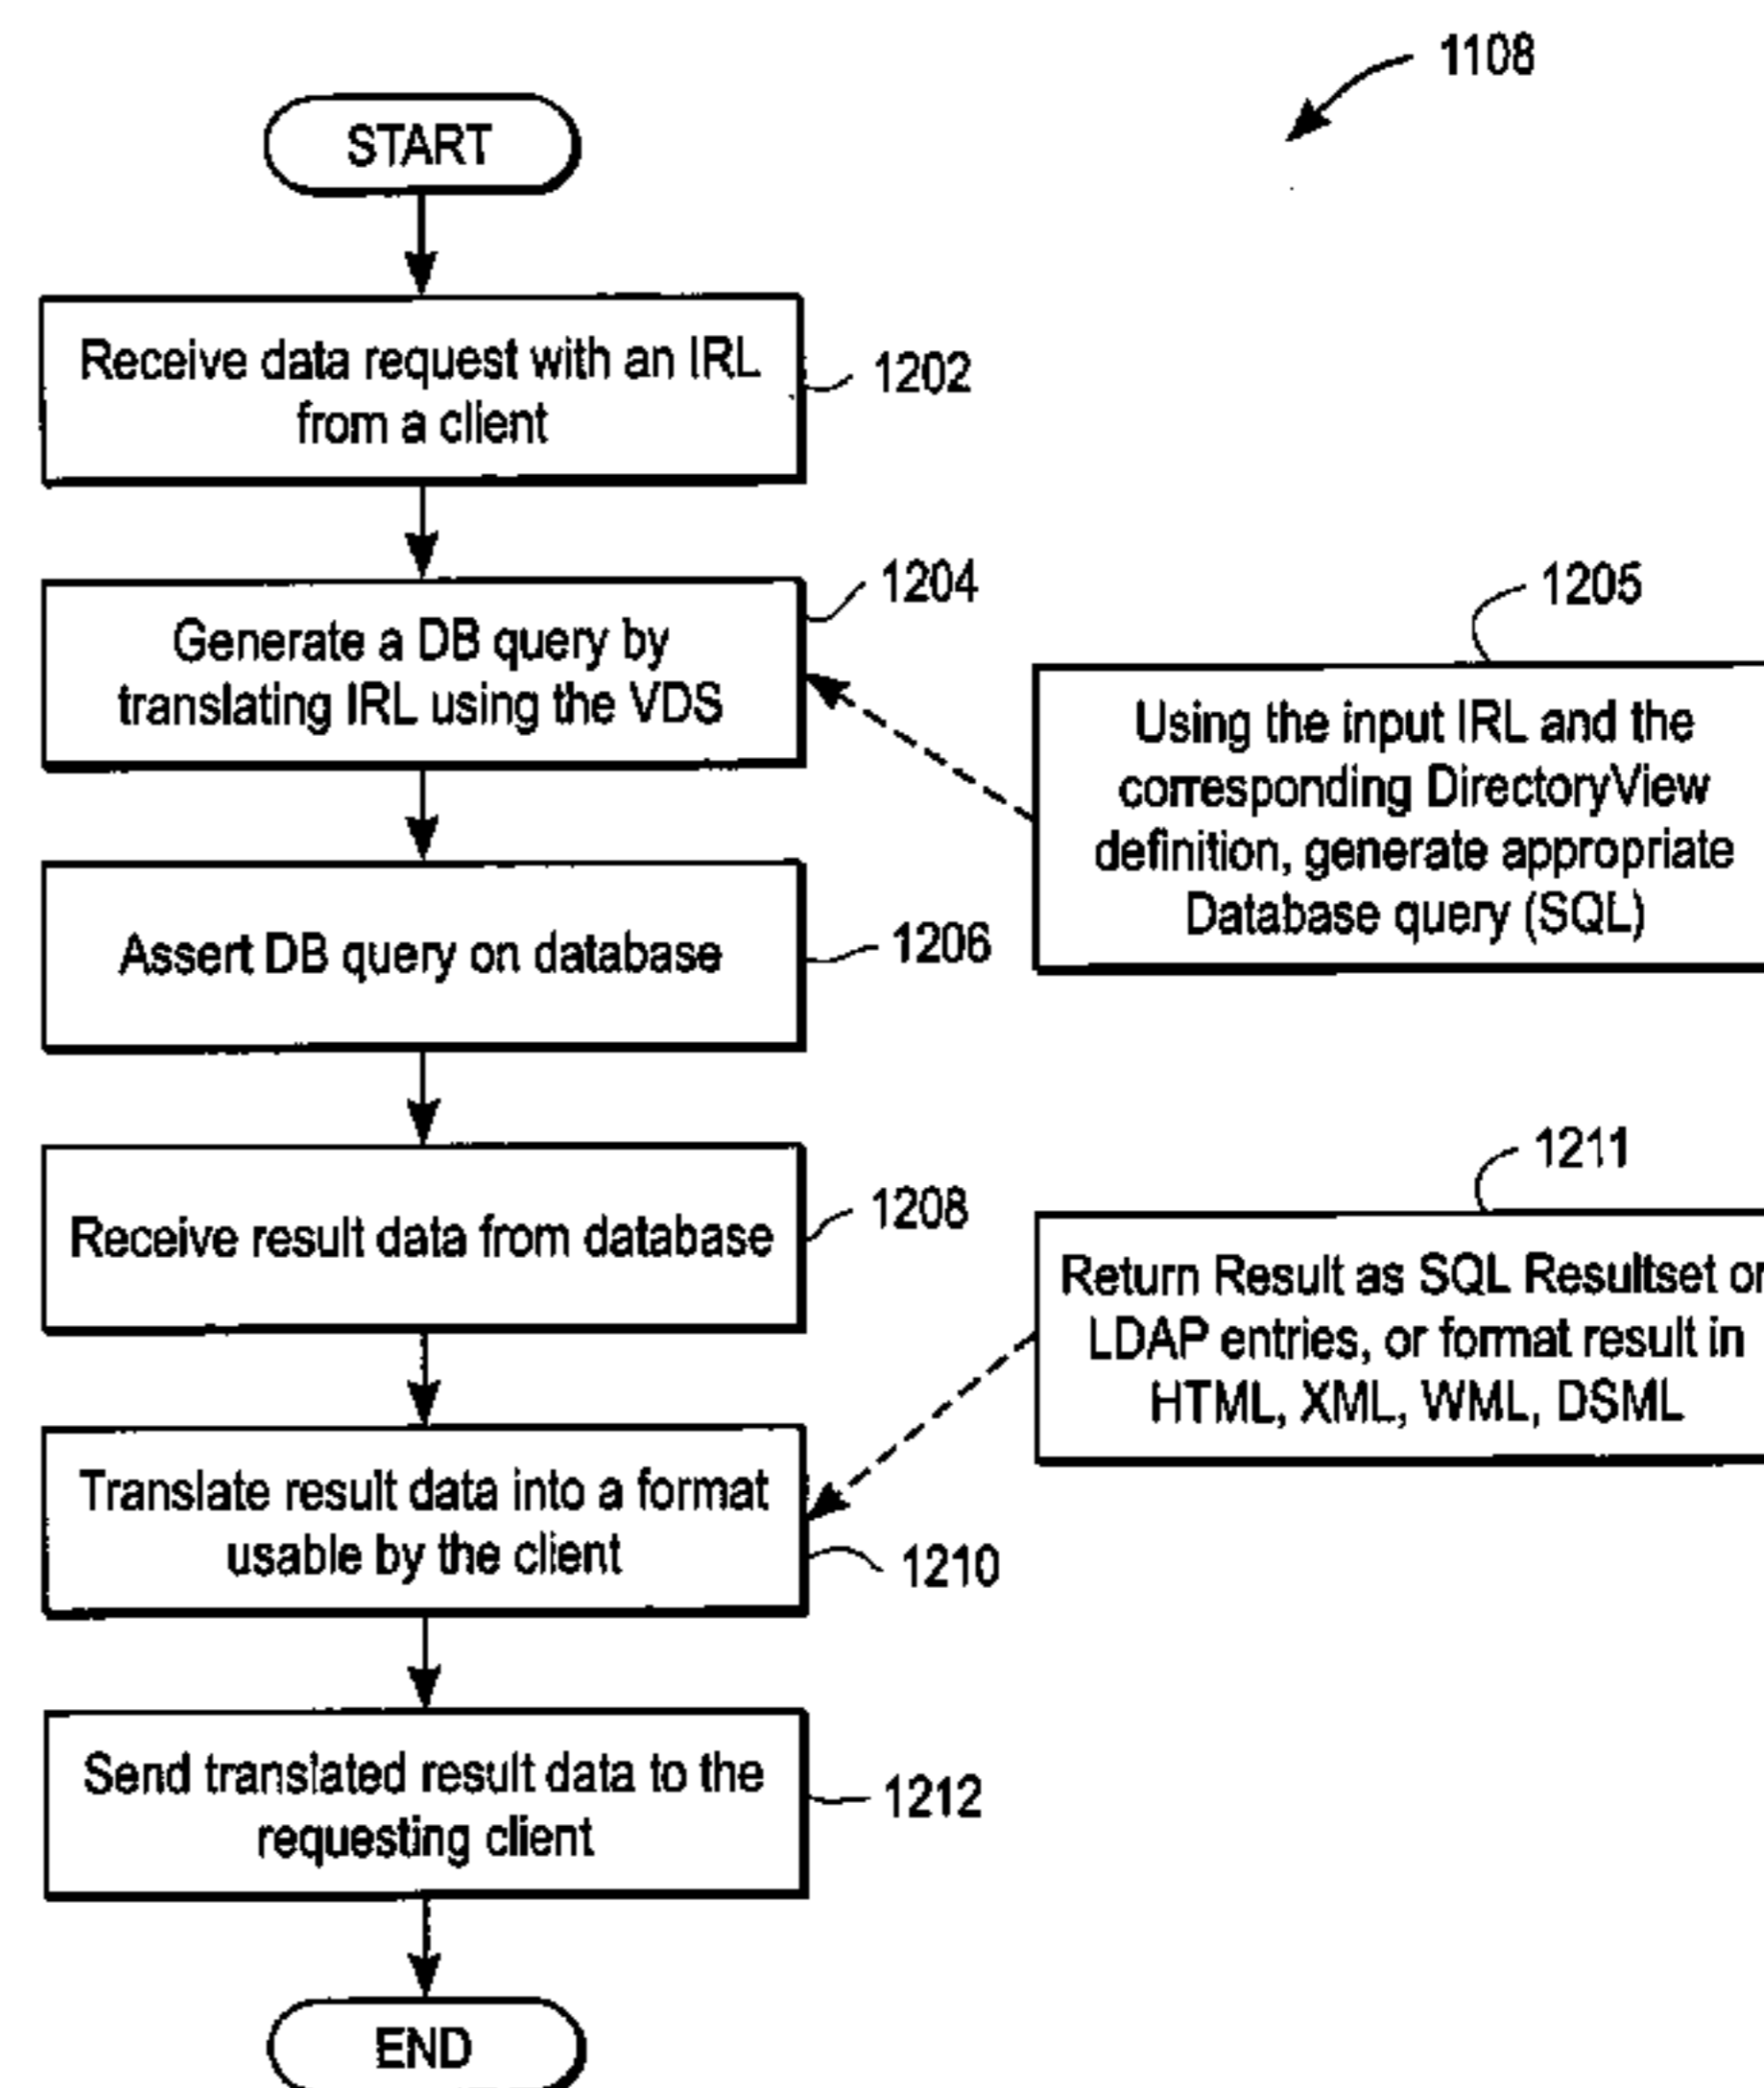 1108
START
Receive data request with an IRL
from a client
1202
Generate a DB query by
translating IRL using the VDS
1204
1205
Using the input IRL and the
corresponding DirectoryView
definition, generate appropriate
Database query (SQL)
Assert DB query on database
1206
Receive result data from database
1208
1211
Return Result as SQL Resultset or
LDAP entries, or format result in
HTML, XML, WML, DSML
Translate result data into a format
usable by the client
1210
Send translated result data to the
requesting client
1212
END